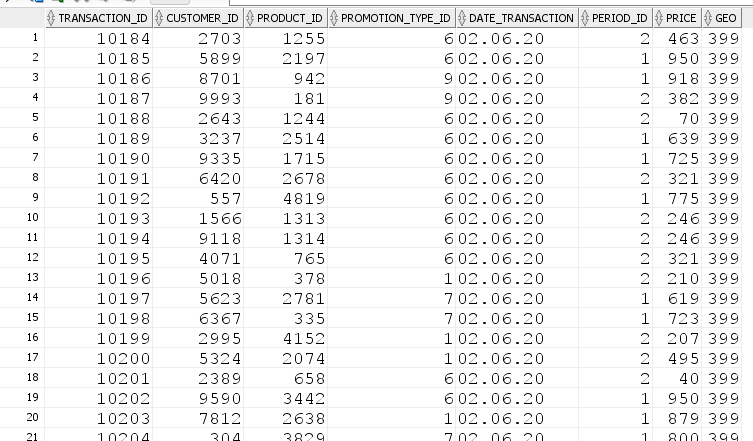 TRANSACTION_ID CUSTOMER_ID PRODUCT_ID PROMOTION_TYPE_ID DATE_TRANSACTION PERIOD_ID PRICE GEO
1 10184 2703 1255 6 02.06.20 2 463 399
2 10185 5899 2197 6 02.06.20 1 950 399
3 10186 8701 942 9 02.06.20 1 918 399
4 10187 9993 181 9 02.06.20 2 382 399
5 10188 2643 1244 6 02.06.20 2 70 399
6 10189 3237 2514 6 02.06.20 1 639 399
7 10190 9335 1715 6 02.06.20 1 725 399
8 10191 6420 2678 6 02.06.20 2 321 399
9 10192 557 4819 6 02.06.20 1 775 399
10 10193 1566 1313 6 02.06.20 2 246 399
11 10194 9118 1314 6 02.06.20 2 246 399
12 10195 4071 765 6 02.06.20 2 321 399
13 10196 5018 378 1 02.06.20 2 210 399
14 10197 5623 2781 7 02.06.20 1 619 399
15 10198 6367 335 7 02.06.20 1 723 399
16 10199 2995 4152 1 02.06.20 2 207 399
17 10200 5324 2074 1 02.06.20 2 495 399
18 10201 2389 658 6 02.06.20 2 40 399
19 10202 9590 3442 6 02.06.20 1 950 399
20 10203 7812 2638 1 02.06.20 1 879 399
21 10204 304 3829 7 02.06.20 1 800 399